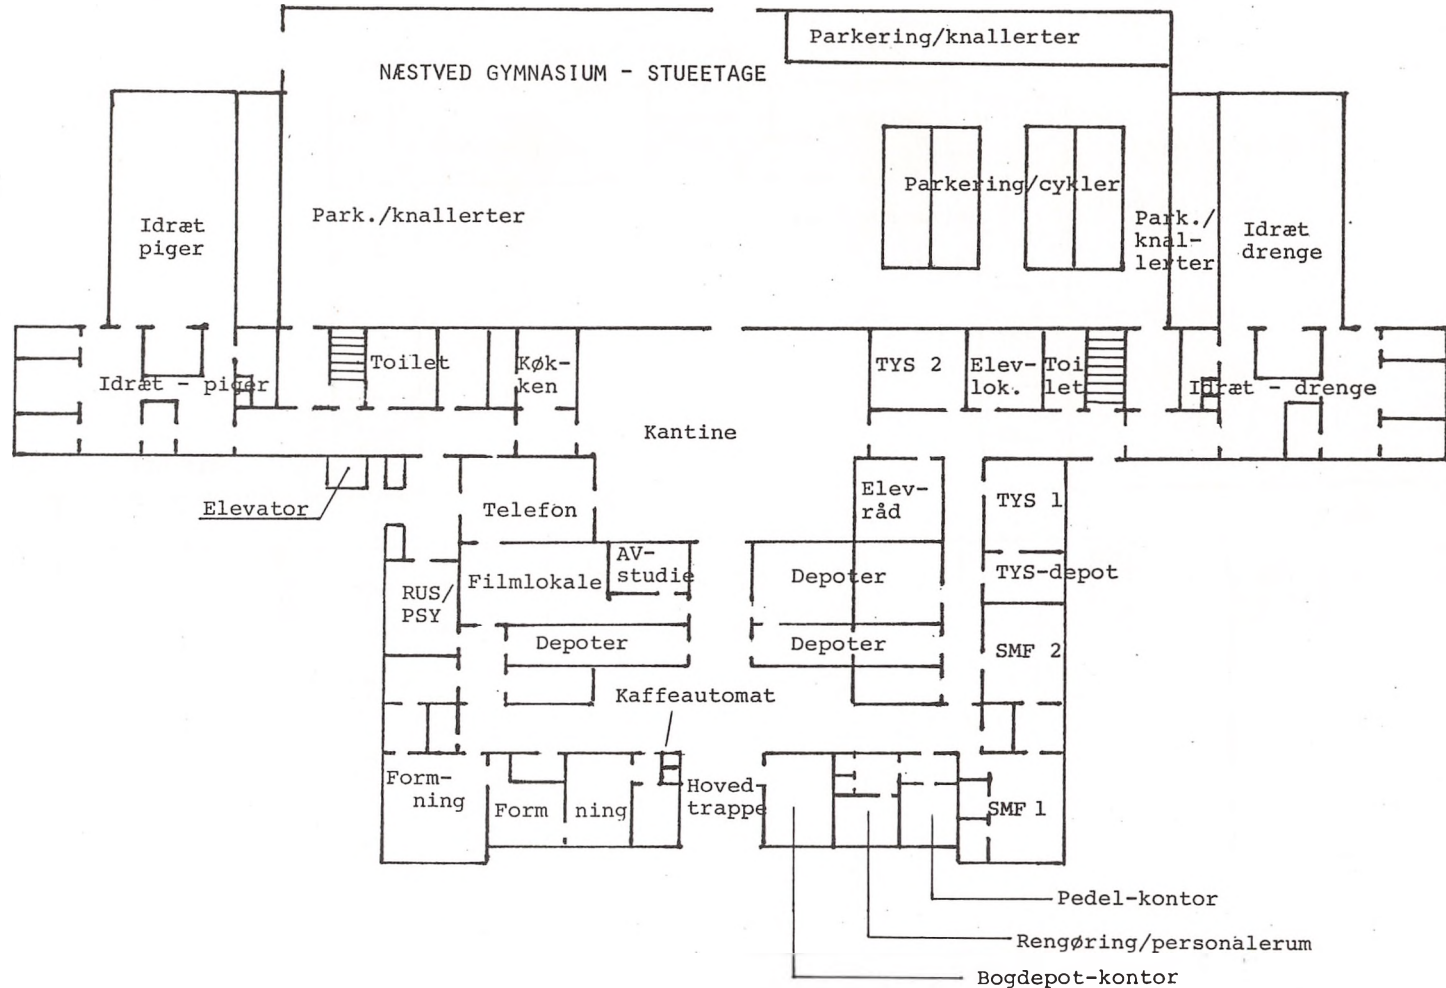 Parkering/knallerter
NÆSTVED GYMNASIUM - STUEETAGE
Parkering/cykler
Park./knallerter
Idræt
piger
Park./
knal-
lerter
Idræt
drenge
Toilet
Køk-
ken
TYS 2
Elev-
lok.
Toi
let
Idræt - piger
Idræt - drenge
Kantine
Elevator
Telefon
Elev-
råd
TYS 1
AV-
studie
Filmlokale
Depoter
TYS-depot
RUS/
PSY
Depoter
Depoter
SMF 2
Kaffeautomat
Form-
ning
Form
ning
Hoved
trappe
SMF 1
Pedel-kontor
Rengøring/personalerum
Bogdepot-kontor